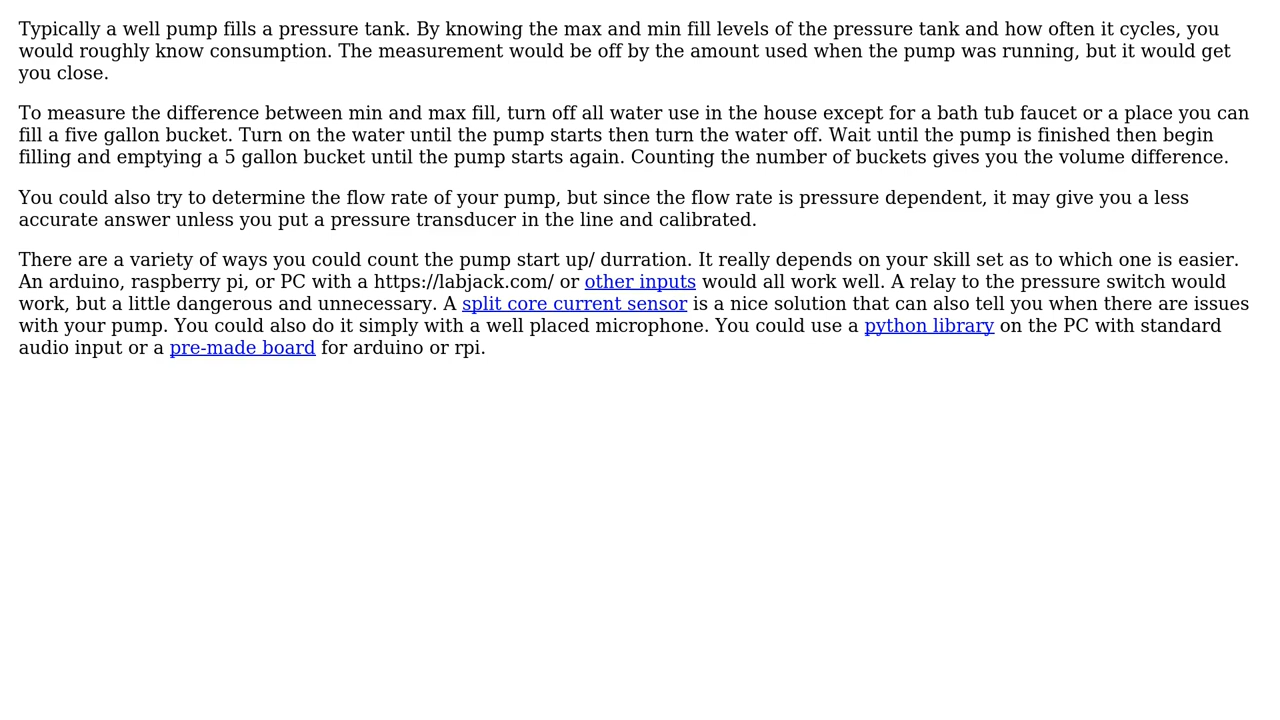 Typically a well pump fills a pressure tank. By knowing the max and min fill levels of the pressure tank and how often it cycles, you
would roughly know consumption. The measurement would be off by the amount used when the pump was running, but it would get
you close.
To measure the difference between min and max fill, turn off all water use in the house except for a bath tub faucet or a place you can
fill a five gallon bucket. Turn on the water until the pump starts then turn the water off. Wait until the pump is finished then begin
filling and emptying a 5 gallon bucket until the pump starts again. Counting the number of buckets gives you the volume difference.
You could also try to determine the flow rate of your pump, but since the flow rate is pressure dependent, it may give you a less
accurate answer unless you put a pressure transducer in the line and calibrated.
There are a variety of ways you could count the pump start up/ durration. It really depends on your skill set as to which one is easier.
An arduino, raspberry pi, or PC with a https://labjack.com/ or other inputs would all work well. A relay to the pressure switch would
work, but a little dangerous and unnecessary. A split core current sensor is a nice solution that can also tell you when there are issues
with your pump. You could also do it simply with a well placed microphone. You could use a python library on the PC with standard
audio input or a pre-made board for arduino or rpi.